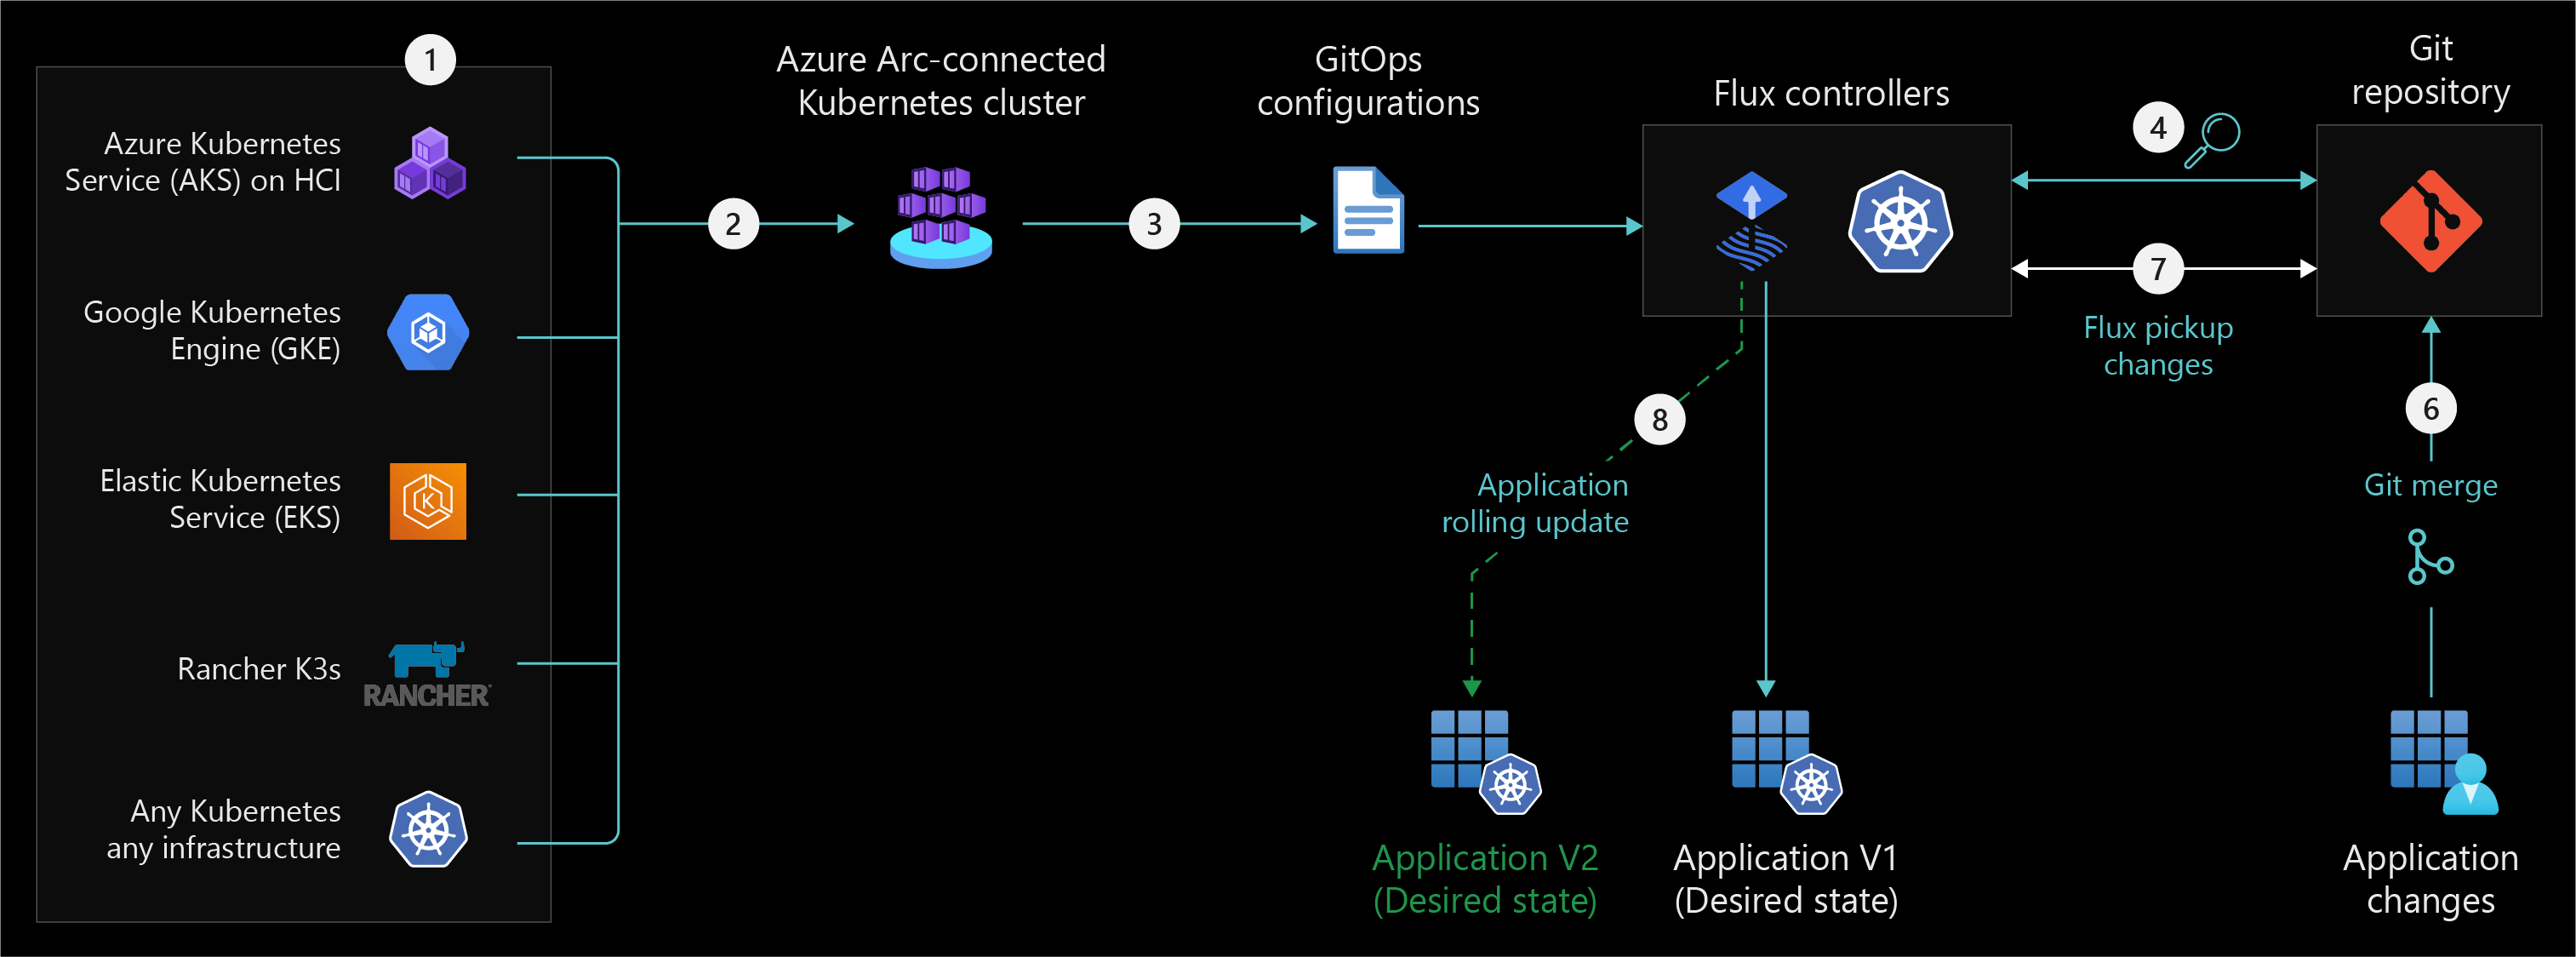 1
Azure Kubernetes
Service (AKS) on HCI
Google Kubernetes
Engine (GKE)
Elastic Kubernetes
Service (EKS)
K
Rancher K3s
RANCHER®
Any Kubernetes
any infrastructure
2
Azure Arc-connected
Kubernetes cluster
3
GitOps
configurations
Flux controllers
4
Git
repository
7
Flux pickup
changes
6
Git merge
8
Application
rolling update
Application V2
(Desired state)
Application V1
(Desired state)
Application
changes